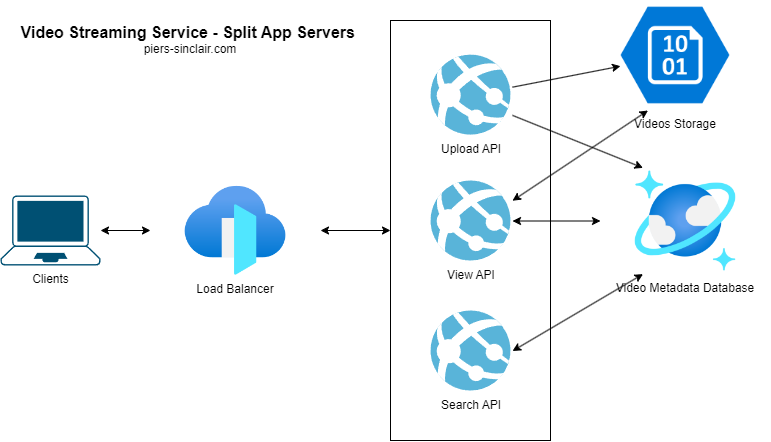 Video Streaming Service - Split App Servers
piers-sinclair.com
10
01
Videos Storage
Upload API
Clients
Load Balancer
View API
Video Metadata Database
Search API